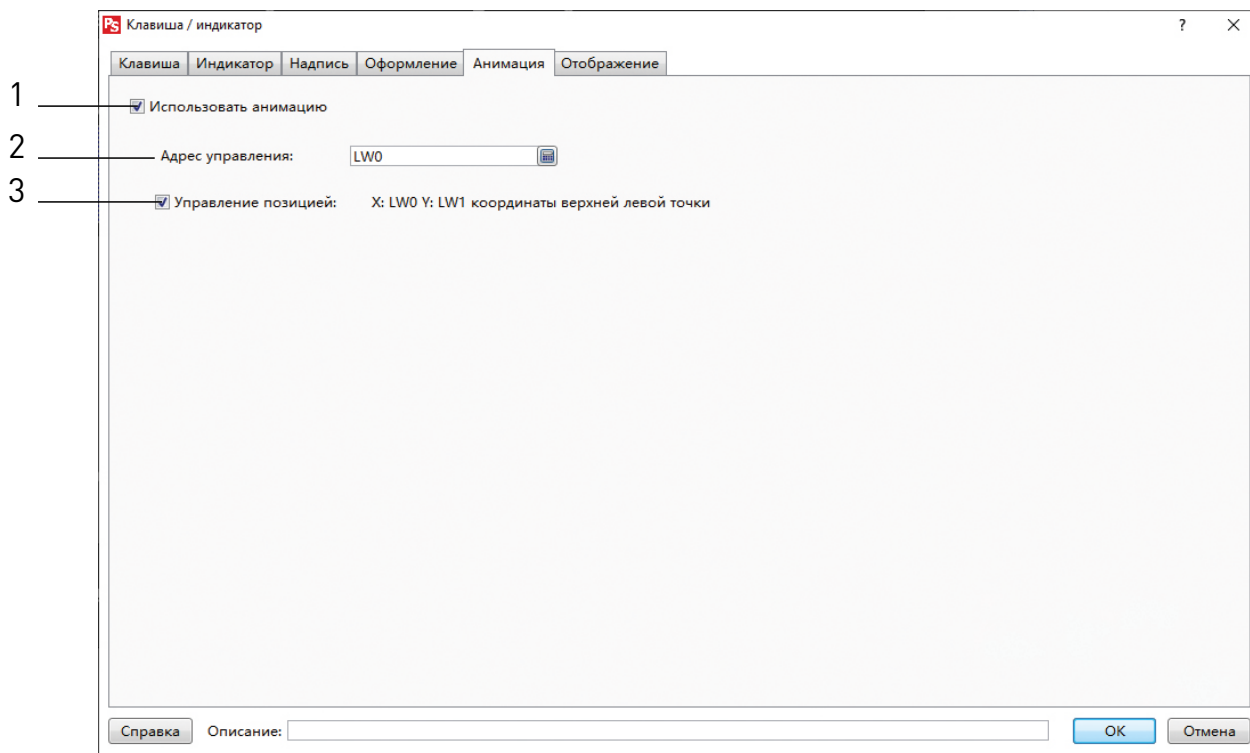 PS Клавиша / индикатор ?
Клавиша Индикатор Надпись Оформление Анимация Отображение
1 Использовать анимацию
2 Адрес управления: LW0
3 Управление позицией: X: LW0 Y: LW1 координаты верхней левой точки
Справка Описание: OK Отмена